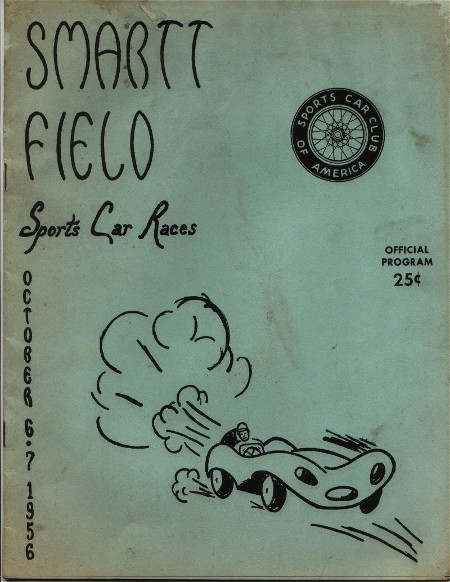 SMARTT
FIELD
Sports Car Races
SPORTS CAR CLUB
OF AMERICA
OFFICIAL
PROGRAM
25¢
OCTOBER 6-7 1956